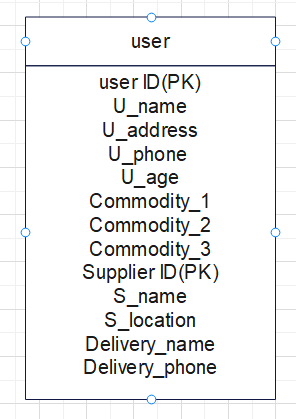 user
user ID(PK)
U_name
U_address
U_phone
U_age
Commodity_1
Commodity_2
Commodity_3
Supplier ID(PK)
S_name
S_location
Delivery_name
Delivery_phone